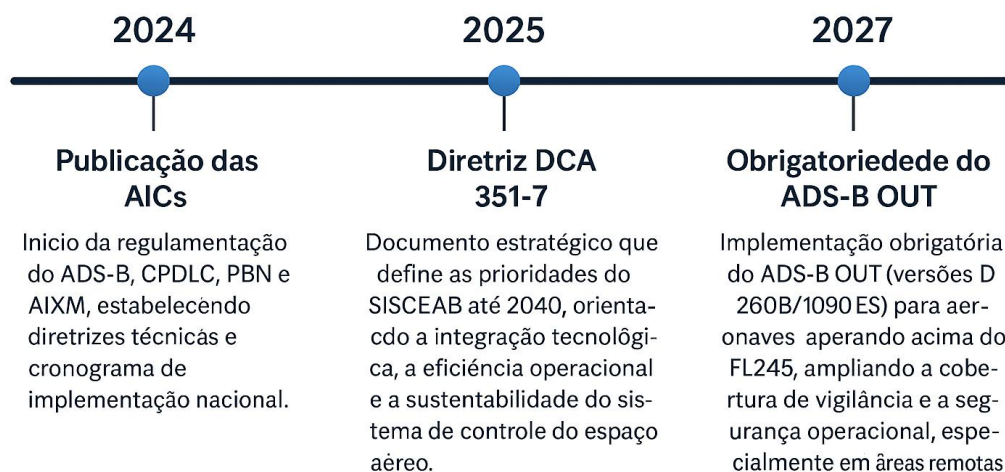 2024
Publicação das
AICs
Inicio da regulamentação
do ADS-B, CPDLC, PBN e
AIXM, estabelecendo
diretrizes técnicas e
cronograma de
implementação nacional.
2025
Diretriz DCA
351-7
Documento estratégico que
define as prioridades do
SISCEAB até 2040, orienta-
cdo a integração tecnolôgi-
ca, a eficiéncia operacional
e a sustentabilidade do sis-
tema de controle do espaço
aéreo.
2027
Obrigatoriedede do
ADS-B OUT
Implementação obrigatória
do ADS-B OUT (versões D
260B/1090 ES) para aer-
onaves aperando acima do
FL245, ampliando a cobe-
rtura de vigilância e a seg-
urança operacional, espe-
cialmente em âreas remotas